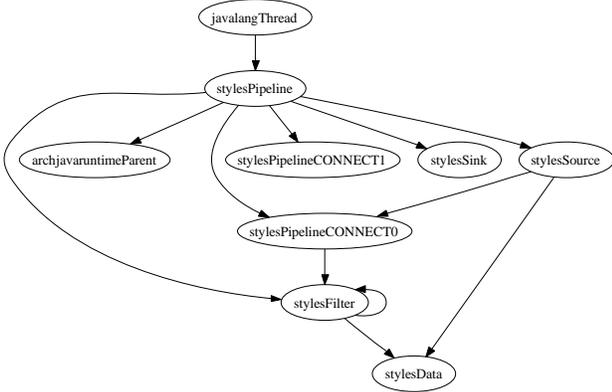 javalangThread
stylesPipeline
archjavaruntimeParent
stylesPipelineCONNECT1
stylesSink
stylesSource
stylesPipelineCONNECT0
stylesFilter
stylesData